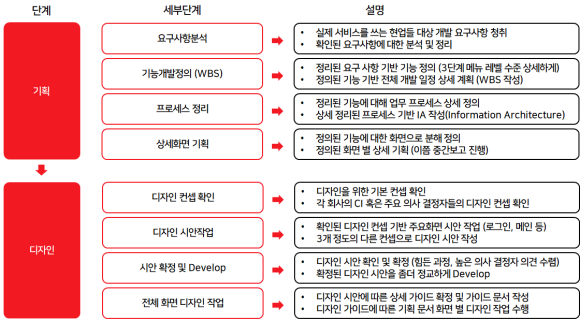 단계 세부단계 설명
기획
요구사항분석
• 실제 서비스를 쓰는 현업들 대상 개발 요구사항 청취
• 확인된 요구사항에 대한 분석 및 정리
기능개발정의 (WBS)
• 정리된 요구 사항 기반 기능 정의 (3단계 메뉴 레벨 수준 상세하게)
• 정의된 기능 기반 전체 개발 일정 상세 계획 (WBS 작성)
프로세스 정리
• 정리된 기능에 대해 업무 프로세스 상세 정의
• 상세 정리된 프로세스 기반 IA 작성(Information Architecture)
상세화면 기획
• 정의된 기능에 대한 화면으로 분해 정의
• 정의된 화면 별 상세 기획 (이쯤 중간보고 진행)
디자인
디자인 컨셉 확인
• 디자인을 위한 기본 컨셉 확인
• 각 회사의 CI 혹은 주요 의사 결정자들의 디자인 컨셉 확인
디자인 시안작업
• 확인된 디자인 컨셉 기반 주요화면 시안 작업 (로그인, 메인 등)
• 3개 정도의 다른 컨셉으로 디자인 시안 작성
시안 확정 및 Develop
• 디자인 시안 확인 및 확정 (힘든 과정, 높은 의사 결정자 의견 수렴)
• 확정된 디자인 시안을 좀더 정교하게 Develop
전체 화면 디자인 작업
• 디자인 시안에 따른 상세 가이드 확정 및 가이드 문서 작성
• 디자인 가이드에 따른 기획 문서 화면 별 디자인 작업 수행